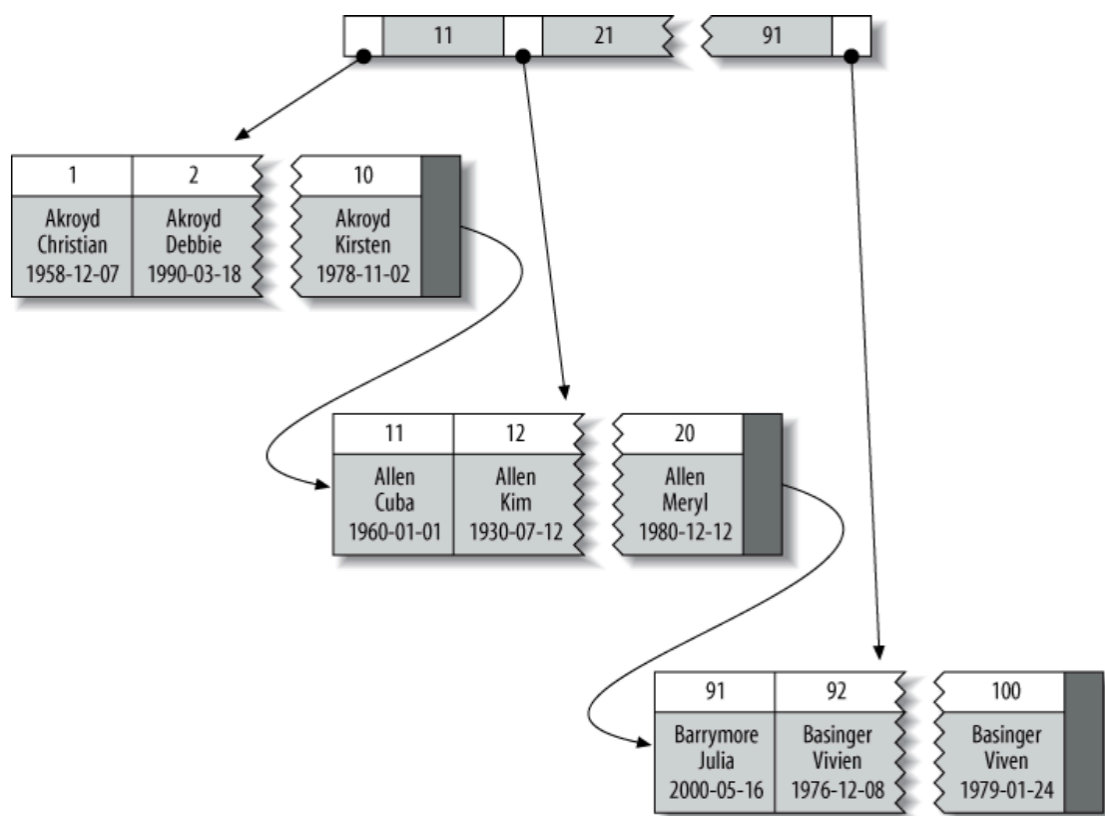 11 21 91
1 2 10
Akroyd Akroyd Akroyd
Christian Debbie Kirsten
1958-12-07 1990-03-18 1978-11-02
11 12 20
Allen Allen Allen
Cuba Kim Meryl
1960-01-01 1930-07-12 1980-12-12
91 92 100
Barrymore Basinger Basinger
Julia Vivien Viven
2000-05-16 1976-12-08 1979-01-24